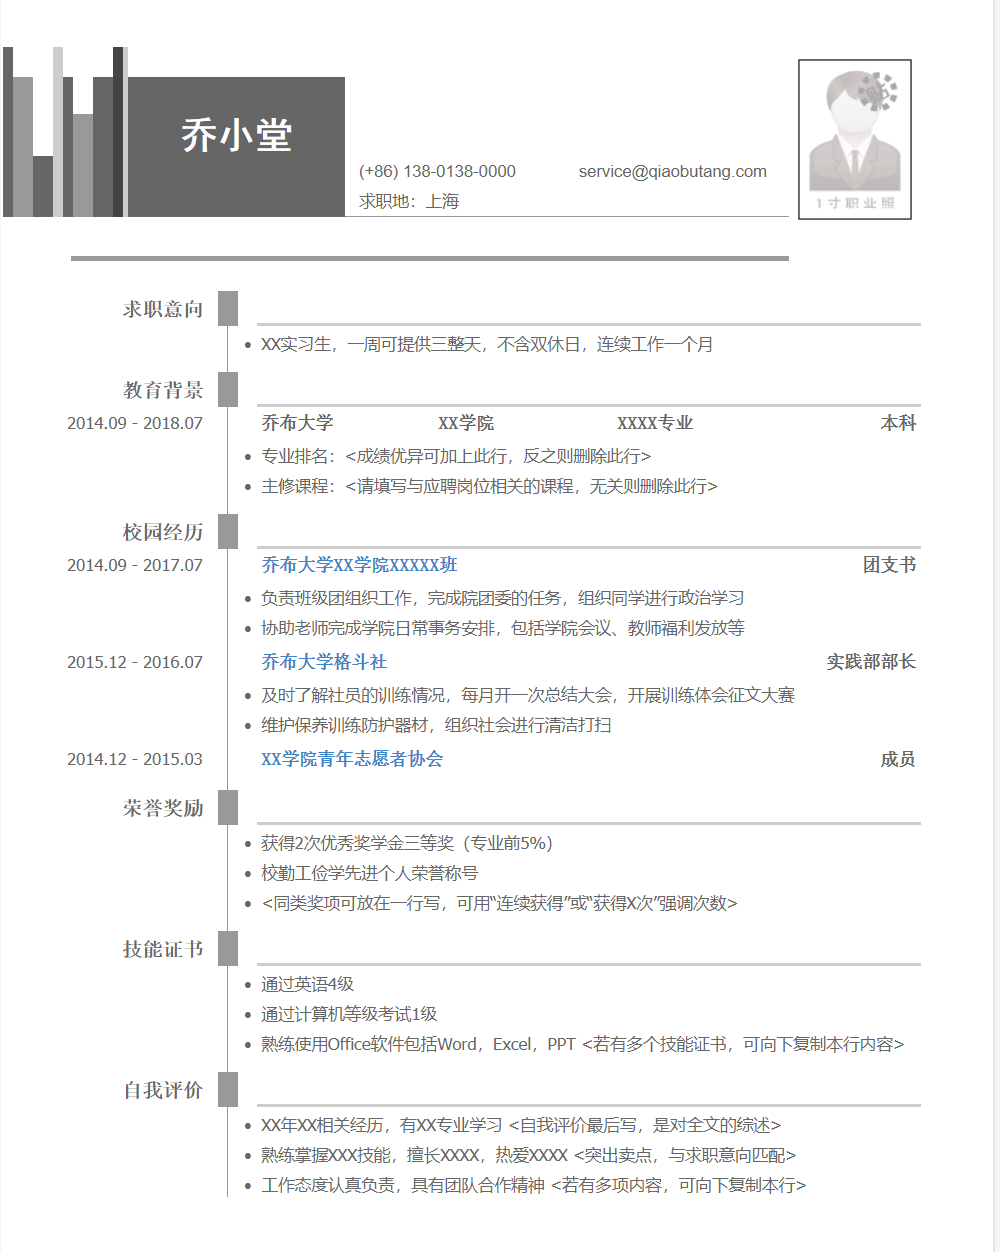 乔小堂
(+86) 138-0138-0000 service@qiaobutang.com
求职地：上海
1寸职业照
求职意向
XX实习生，一周可提供三整天，不含双休日，连续工作一个月
教育背景
2014.09 - 2018.07 乔布大学 XX学院 XXXX专业 本科
专业排名：<成绩优异可加上此行，反之则删除此行>
主修课程：<请填写与应聘岗位相关的课程，无关则删除此行>
校园经历
2014.09 - 2017.07 乔布大学XX学院XXXXX班 团支书
负责班级团组织工作，完成院团委的任务，组织同学进行政治学习
协助老师完成学院日常事务安排，包括学院会议、教师福利发放等
2015.12 - 2016.07 乔布大学格斗社 实践部部长
及时了解社员的训练情况，每月开一次总结大会，开展训练体会征文大赛
维护保养训练防护器材，组织社会进行清洁打扫
2014.12 - 2015.03 XX学院青年志愿者协会 成员
荣誉奖励
获得2次优秀奖学金三等奖（专业前5%）
校勤工俭学先进个人荣誉称号
<同类奖项可放在一行写，可用“连续获得”或“获得X次”强调次数>
技能证书
通过英语4级
通过计算机等级考试1级
熟练使用Office软件包括Word，Excel，PPT <若有多个技能证书，可向下复制本行内容>
自我评价
XX年XX相关经历，有XX专业学习 <自我评价最后写，是对全文的综述>
熟练掌握XXX技能，擅长XXXX，热爱XXXX <突出卖点，与求职意向匹配>
工作态度认真负责，具有团队合作精神 <若有多项内容，可向下复制本行>